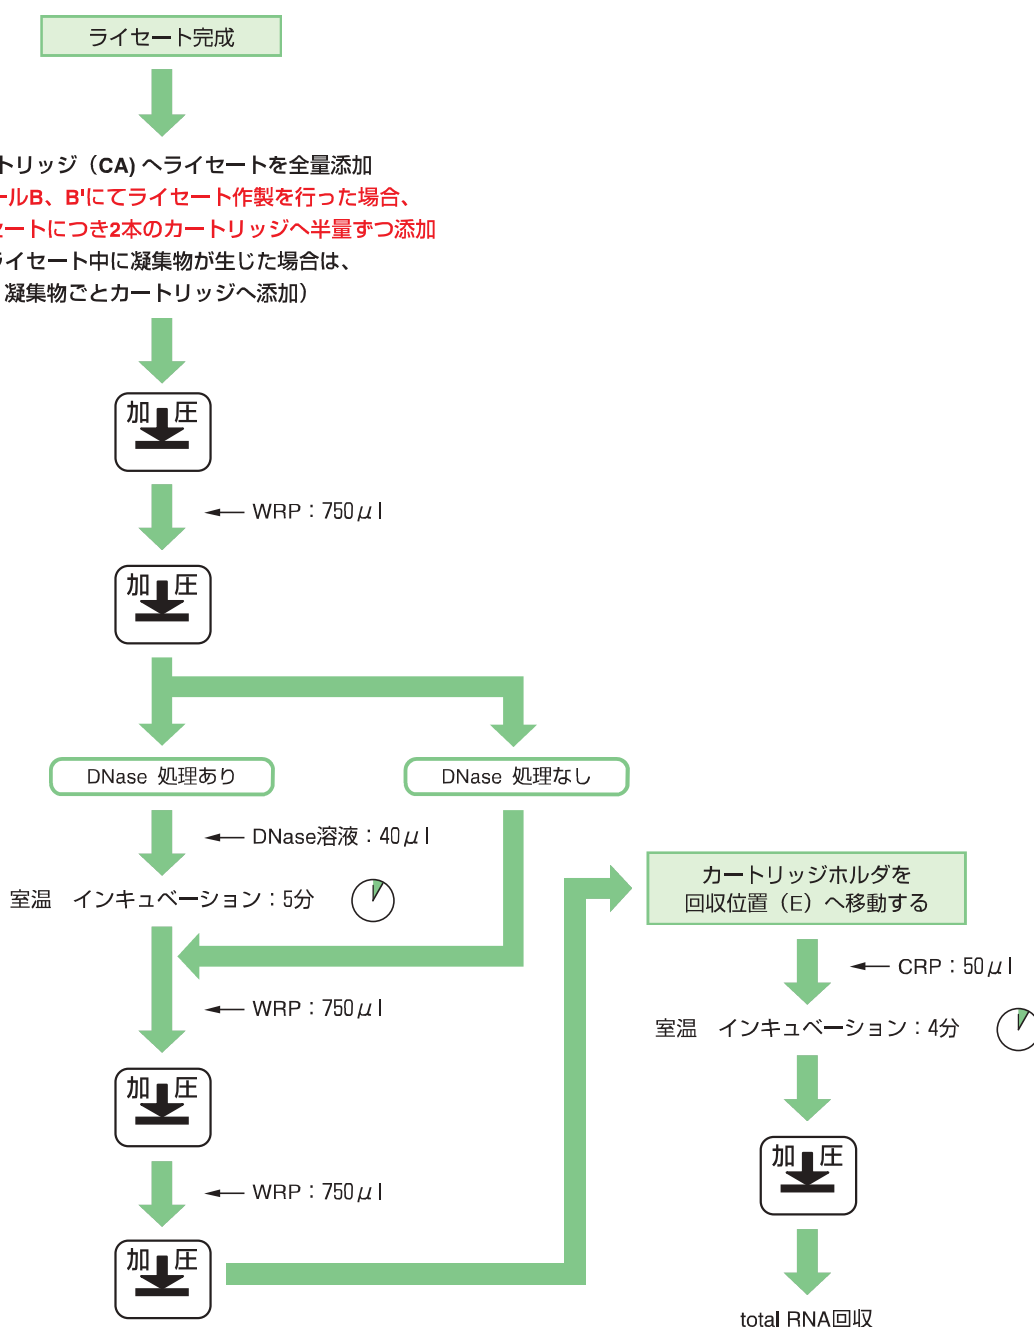 ライセート完成
トリッジ（CA）へライセートを全量添加
ールB、B'にてライセート作製を行った場合、
セートにつき2本のカートリッジへ半量ずつ添加
ライセート中に凝集物が生じた場合は、
凝集物ごとカートリッジへ添加）
加圧
WRP：750μl
加圧
DNase 処理あり
DNase 処理なし
DNase溶液：40μl
室温　インキュベーション：5分
WRP：750μl
加圧
WRP：750μl
加圧
カートリッジホルダを
回収位置（E）へ移動する
CRP：50μl
室温　インキュベーション：4分
加圧
total RNA回収